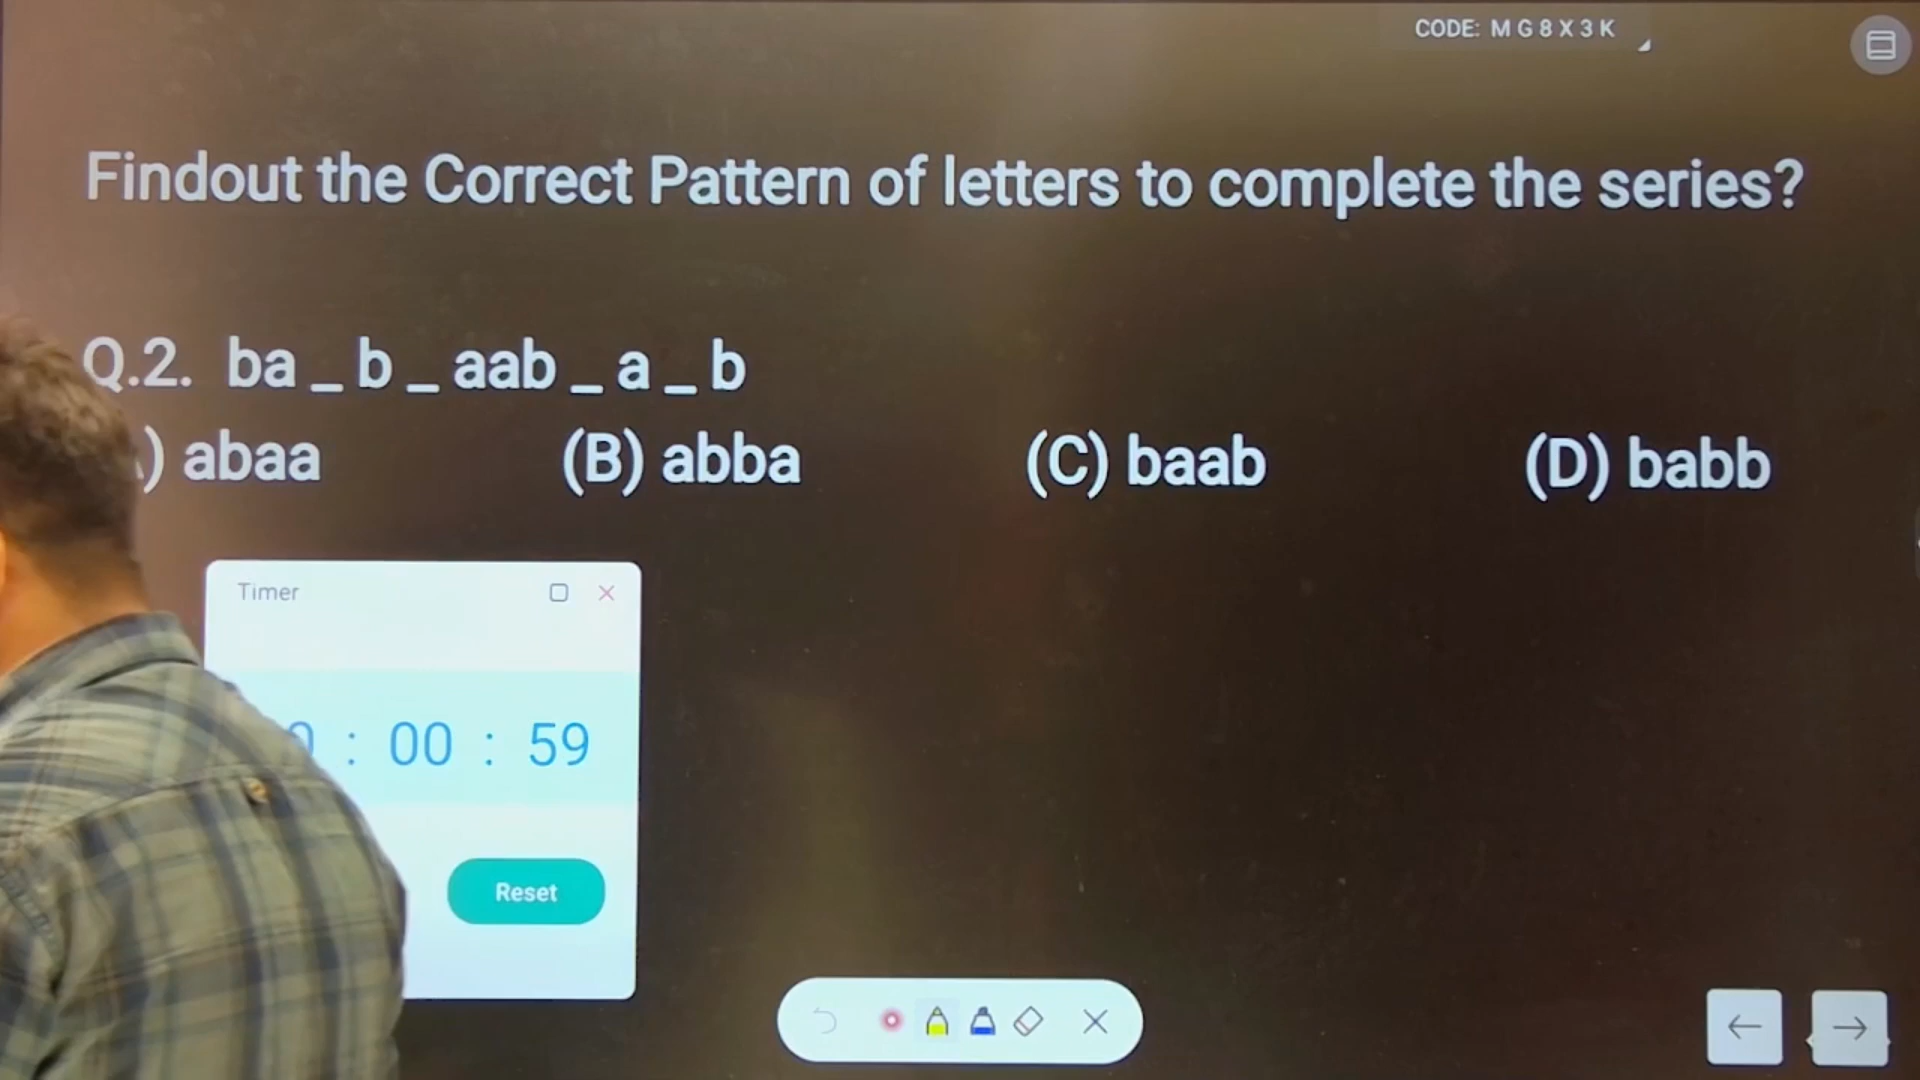 CODE: M G 8 X 3 K
Findout the Correct Pattern of letters to complete the series?
Q.2. ba _ b _ aab _ a _ b
) abaa (B) abba (C) baab (D) babb
Timer
0 : 00 : 59
Reset